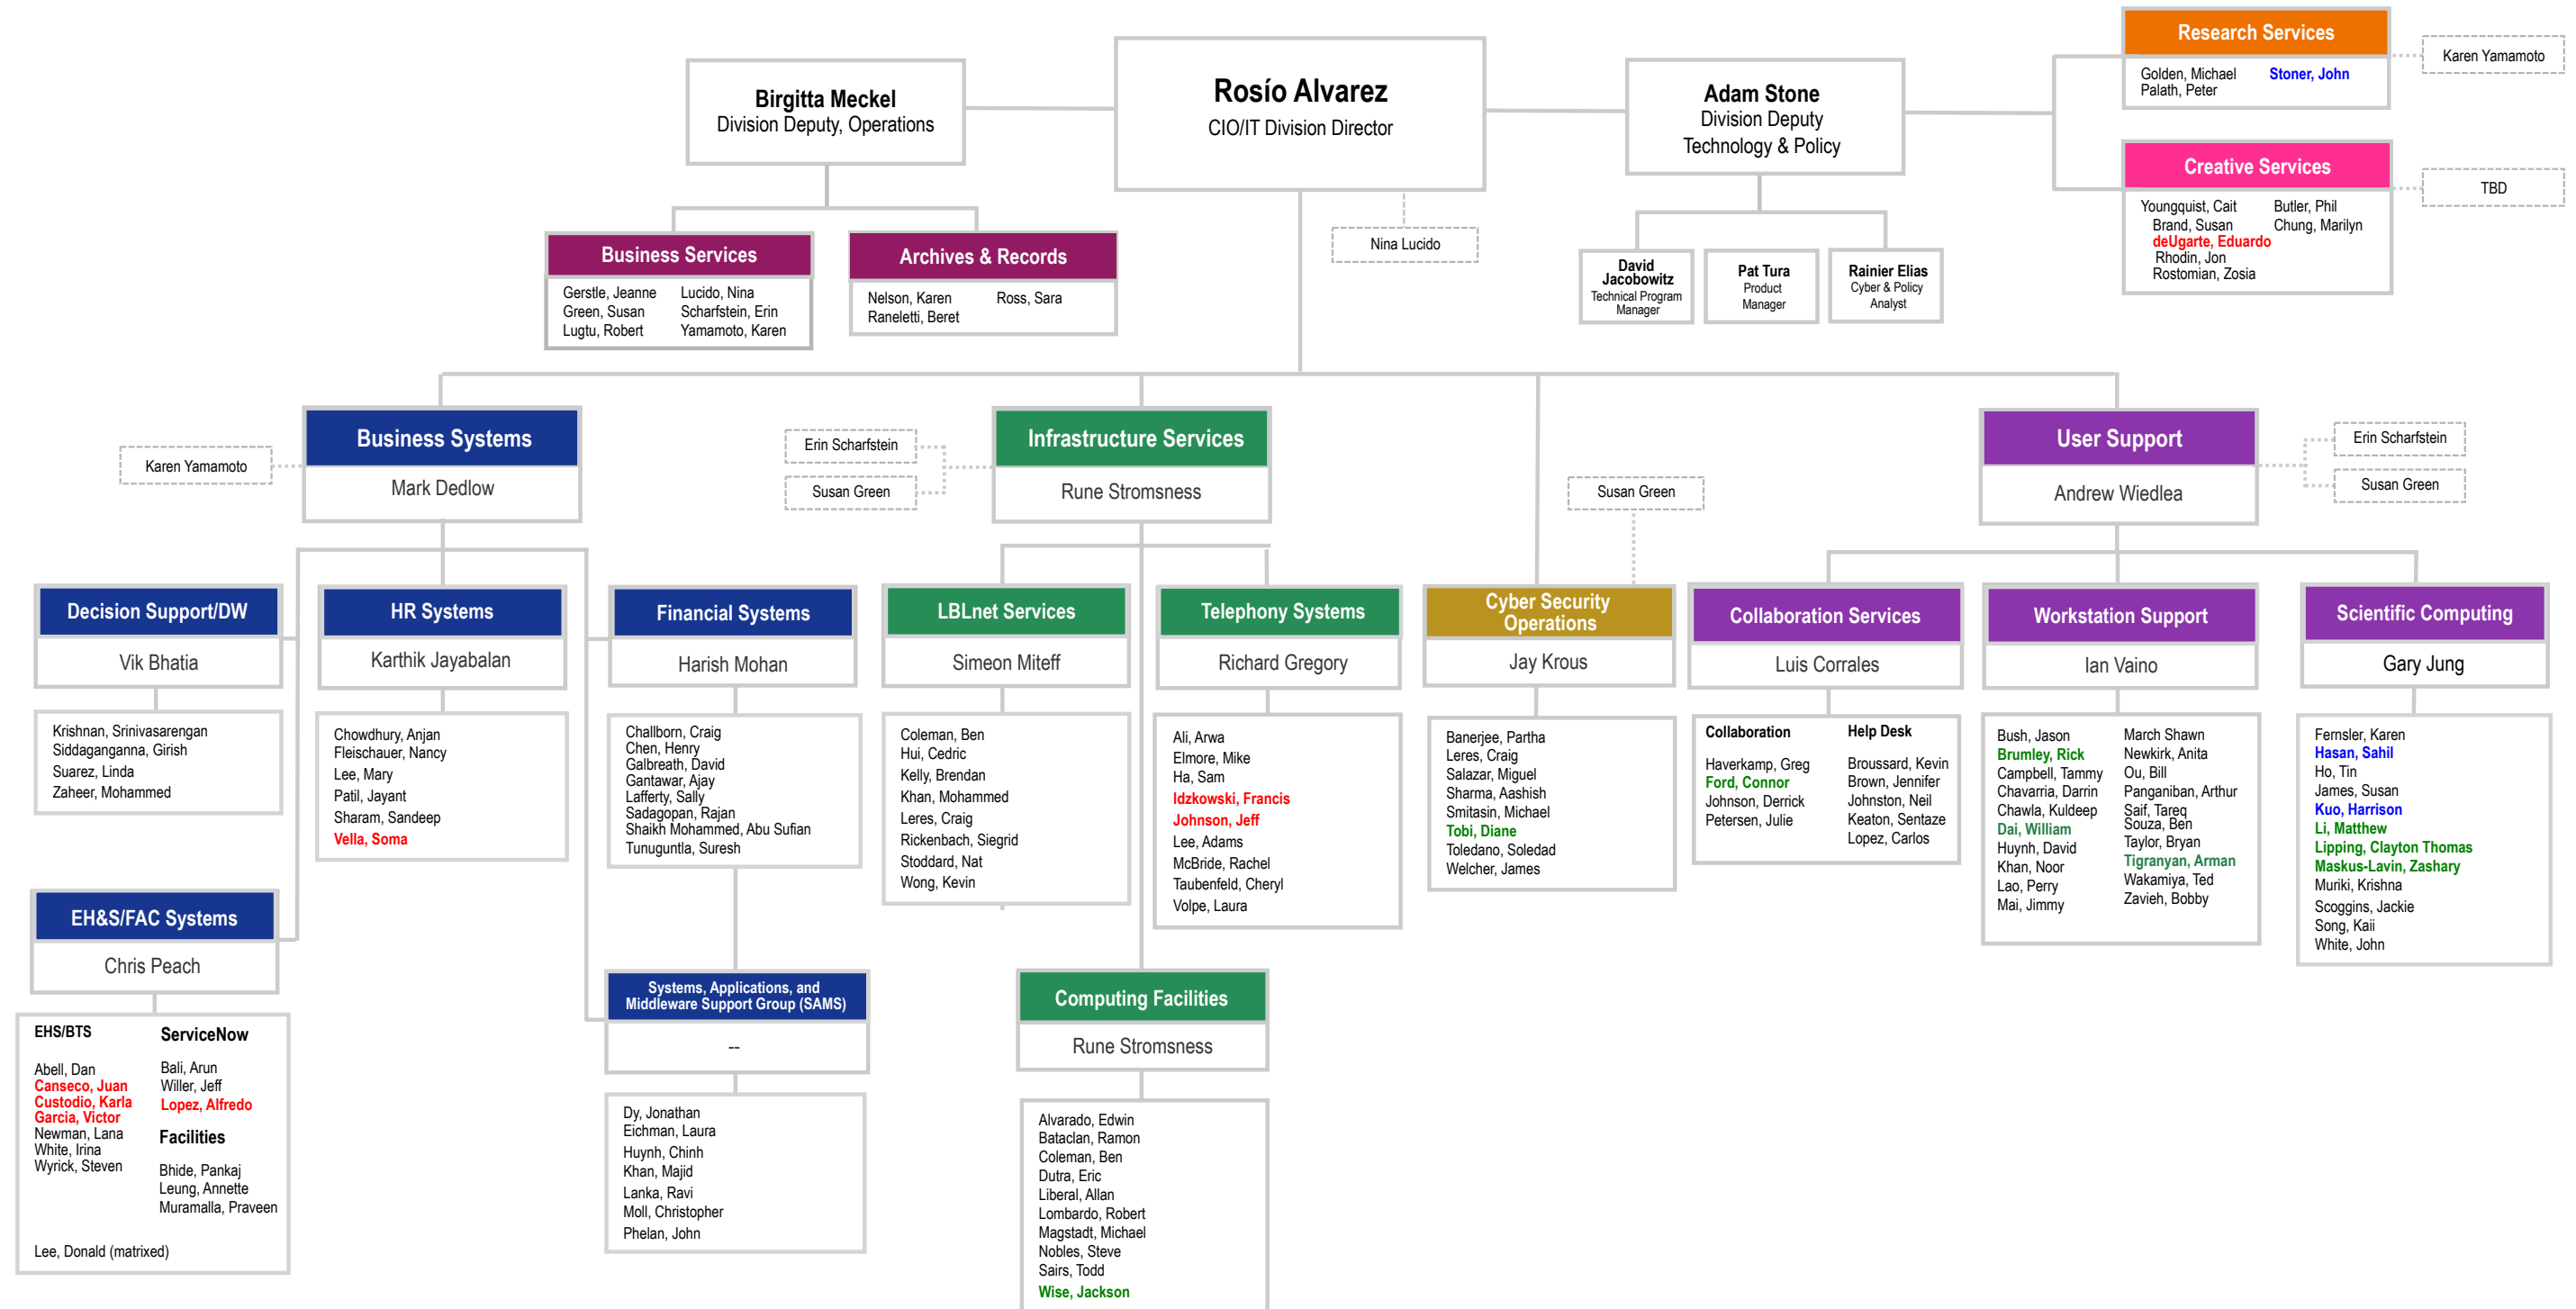 Rosío Alvarez
CIO/IT Division Director
Nina Lucido
Birgitta Meckel
Division Deputy, Operations
Business Services
Gerstle, Jeanne
Green, Susan
Lugtu, Robert
Lucido, Nina
Scharfstein, Erin
Yamamoto, Karen
Archives & Records
Nelson, Karen
Raneletti, Beret
Ross, Sara
Adam Stone
Division Deputy
Technology & Policy
David
Jacobowitz
Technical Program
Manager
Pat Tura
Product
Manager
Rainier Elias
Cyber & Policy
Analyst
Research Services
Golden, Michael
Palath, Peter
Stoner, John
Karen Yamamoto
Creative Services
Youngquist, Cait
Brand, Susan
deUgarte, Eduardo
Rhodin, Jon
Rostomian, Zosia
Butler, Phil
Chung, Marilyn
TBD
Karen Yamamoto
Business Systems
Mark Dedlow
Erin Scharfstein
Susan Green
Infrastructure Services
Rune Stromsness
Susan Green
User Support
Andrew Wiedlea
Erin Scharfstein
Susan Green
Decision Support/DW
Vik Bhatia
Krishnan, Srinivasarengan
Siddaganganna, Girish
Suarez, Linda
Zaheer, Mohammed
HR Systems
Karthik Jayabalan
Chowdhury, Anjan
Fleischauer, Nancy
Lee, Mary
Patil, Jayant
Sharam, Sandeep
Vella, Soma
Financial Systems
Harish Mohan
Challborn, Craig
Chen, Henry
Galbreath, David
Gantawar, Ajay
Lafferty, Sally
Sadagopan, Rajan
Shaikh Mohammed, Abu Sufian
Tunuguntla, Suresh
LBLnet Services
Simeon Miteff
Coleman, Ben
Hui, Cedric
Kelly, Brendan
Khan, Mohammed
Leres, Craig
Rickenbach, Siegrid
Stoddard, Nat
Wong, Kevin
Telephony Systems
Richard Gregory
Ali, Arwa
Elmore, Mike
Ha, Sam
Idzkowski, Francis
Johnson, Jeff
Lee, Adams
McBride, Rachel
Taubenfeld, Cheryl
Volpe, Laura
Cyber Security
Operations
Jay Krous
Banerjee, Partha
Leres, Craig
Salazar, Miguel
Sharma, Aashish
Smitasin, Michael
Tobi, Diane
Toledano, Soledad
Welcher, James
Collaboration Services
Luis Corrales
Collaboration
Haverkamp, Greg
Ford, Connor
Johnson, Derrick
Petersen, Julie
Help Desk
Broussard, Kevin
Brown, Jennifer
Johnston, Neil
Keaton, Sentaze
Lopez, Carlos
Workstation Support
Ian Vaino
Bush, Jason
Brumley, Rick
Campbell, Tammy
Chavarria, Darrin
Chawla, Kuldeep
Dai, William
Huynh, David
Khan, Noor
Lao, Perry
Mai, Jimmy
March Shawn
Newkirk, Anita
Ou, Bill
Panganiban, Arthur
Saif, Tareq
Souza, Ben
Taylor, Bryan
Tigranyan, Arman
Wakamiya, Ted
Zavieh, Bobby
Scientific Computing
Gary Jung
Fernsler, Karen
Hasan, Sahil
Ho, Tin
James, Susan
Kuo, Harrison
Li, Matthew
Lipping, Clayton Thomas
Maskus-Lavin, Zashary
Muriki, Krishna
Scoggins, Jackie
Song, Kaii
White, John
EH&S/FAC Systems
Chris Peach
EHS/BTS
Abell, Dan
Canseco, Juan
Custodio, Karla
Garcia, Victor
Newman, Lana
White, Irina
Wyrick, Steven
ServiceNow
Bali, Arun
Willer, Jeff
Lopez, Alfredo
Facilities
Bhide, Pankaj
Leung, Annette
Muramalla, Praveen
Lee, Donald (matrixed)
Systems, Applications, and
Middleware Support Group (SAMS)
--
Dy, Jonathan
Eichman, Laura
Huynh, Chinh
Khan, Majid
Lanka, Ravi
Moll, Christopher
Phelan, John
Computing Facilities
Rune Stromsness
Alvarado, Edwin
Bataclan, Ramon
Coleman, Ben
Dutra, Eric
Liberal, Allan
Lombardo, Robert
Magstadt, Michael
Nobles, Steve
Sairs, Todd
Wise, Jackson